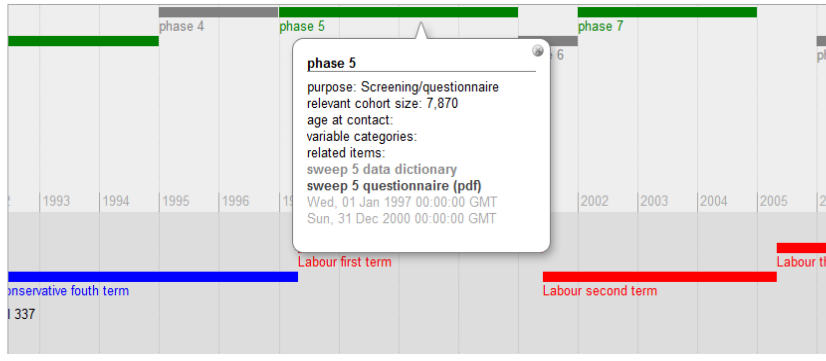 phase 4
phase 5
phase 7
6
phase 5
purpose: Screening/questionnaire
relevant cohort size: 7,870
age at contact:
variable categories:
related items:
sweep 5 data dictionary
sweep 5 questionnaire (pdf)
Wed, 01 Jan 1997 00:00:00 GMT
Sun, 31 Dec 2000 00:00:00 GMT
1993 1994 1995 1996 2002 2003 2004 2005
Labour first term
Labour th
onservative fouth term
Labour second term
337